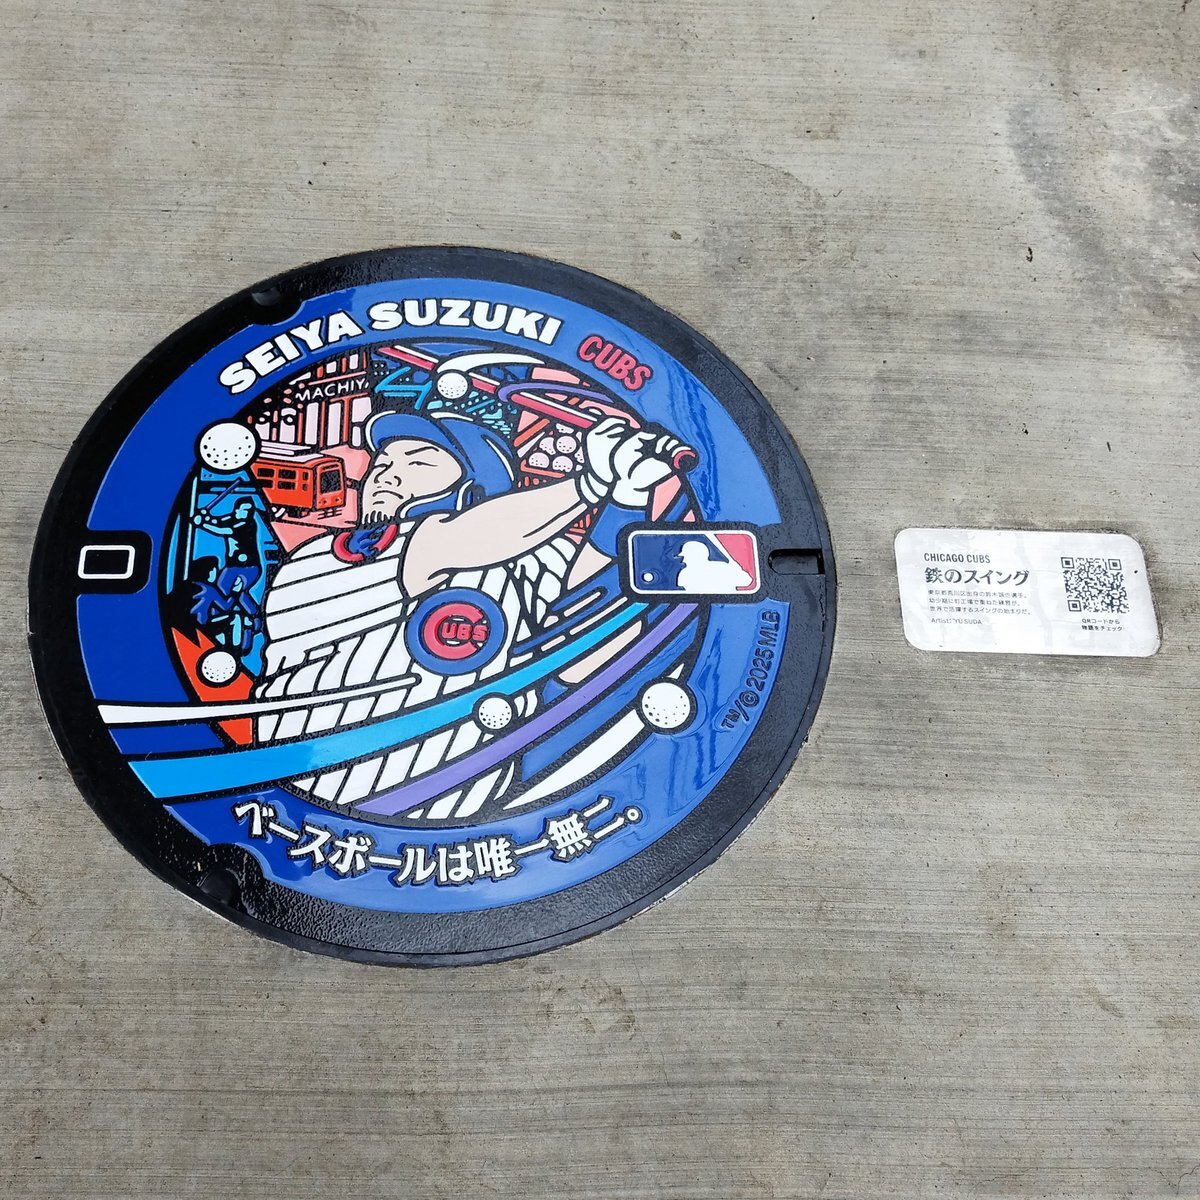 SEIYA SUZUKI
CUBS
MACHIY
CUBS
TM/© 2025 MLB
ベースボールは唯一無二。
CHICAGO CUBS
鉄のスイング
東京都荒川区出身の鈴木誠也選手。
幼少期に町工場で重ねた練習が、
世界で活躍するスイングの始まりだ。
Artist: YU SUDA
QRコードから
物語をチェック